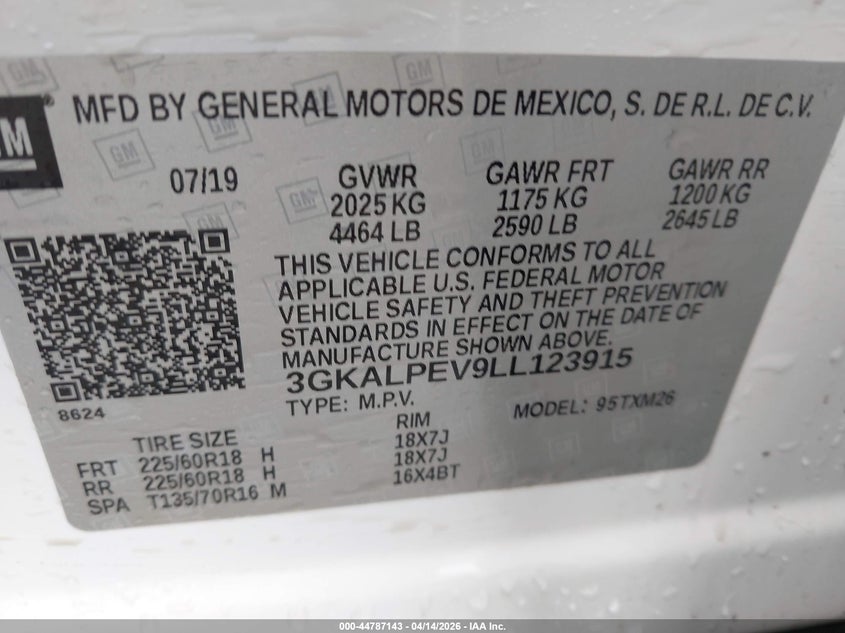 GM
MFD BY GENERAL MOTORS DE MEXICO, S. DE R.L. DE C.V.
07/19 GVWR GAWR FRT GAWR RR
2025 KG 1175 KG 1200 KG
4464 LB 2590 LB 2645 LB
THIS VEHICLE CONFORMS TO ALL
APPLICABLE U.S. FEDERAL MOTOR
VEHICLE SAFETY AND THEFT PREVENTION
STANDARDS IN EFFECT ON THE DATE OF
MANUFACTURE SHOWN ABOVE.
3GKALPEV9LL123915
8624 TYPE: M.P.V. MODEL: 95TXM26
TIRE SIZE RIM
FRT 225/60R18 H 18X7J
RR 225/60R18 H 18X7J
SPA T135/70R16 M 16X4BT
000-44787143 / 04/14/2026 - IAA Inc.